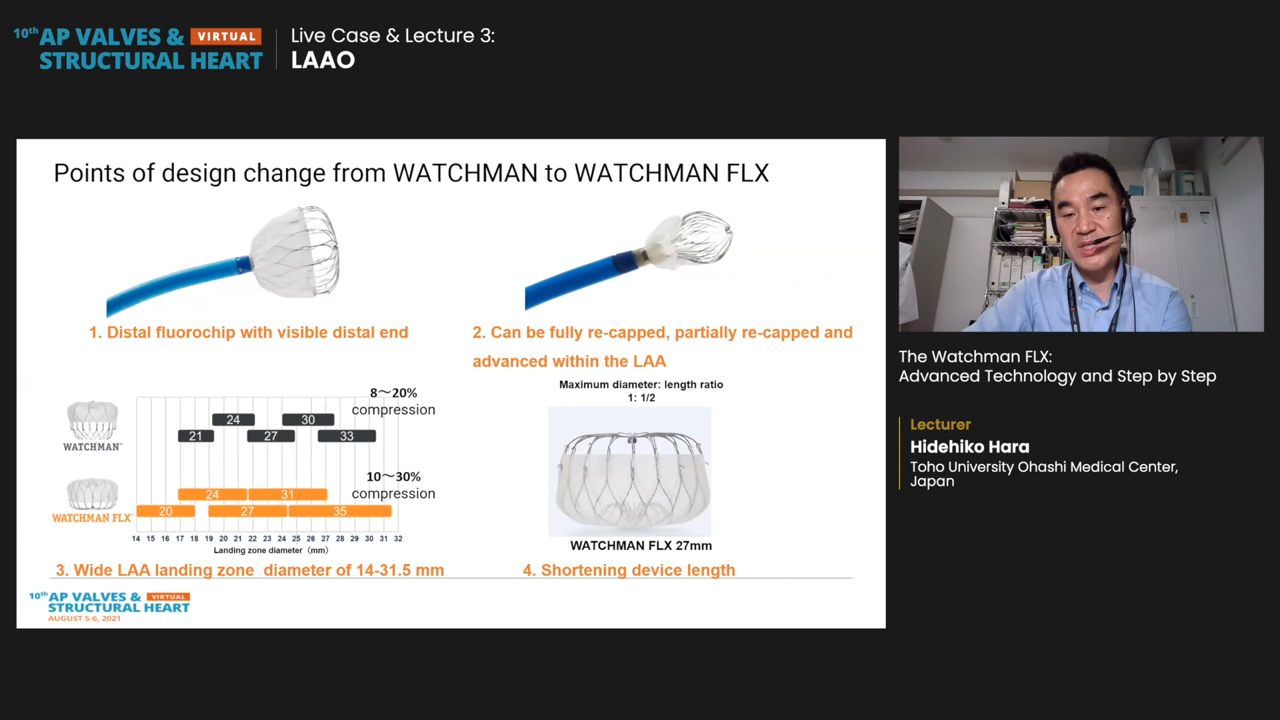 10th AP VALVES & VIRTUAL
STRUCTURAL HEART
Live Case & Lecture 3:
LAAO
Points of design change from WATCHMAN to WATCHMAN FLX
1. Distal fluorochip with visible distal end
2. Can be fully re-capped, partially re-capped and
advanced within the LAA
8～20%
compression
24
30
21
27
33
WATCHMAN™
10～30%
compression
24
31
20
27
35
WATCHMAN FLX™
14 15 16 17 18 19 20 21 22 23 24 25 26 27 28 29 30 31 32
Landing zone diameter (mm)
3. Wide LAA landing zone diameter of 14-31.5 mm
Maximum diameter: length ratio
1: 1/2
WATCHMAN FLX 27mm
4. Shortening device length
10th AP VALVES & VIRTUAL
STRUCTURAL HEART
AUGUST 5-6, 2021
The Watchman FLX:
Advanced Technology and Step by Step
Lecturer
Hidehiko Hara
Toho University Ohashi Medical Center,
Japan